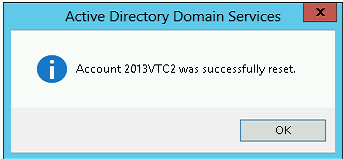 Active Directory Domain Services
x
Account 2013VTC2 was successfully reset.
OK